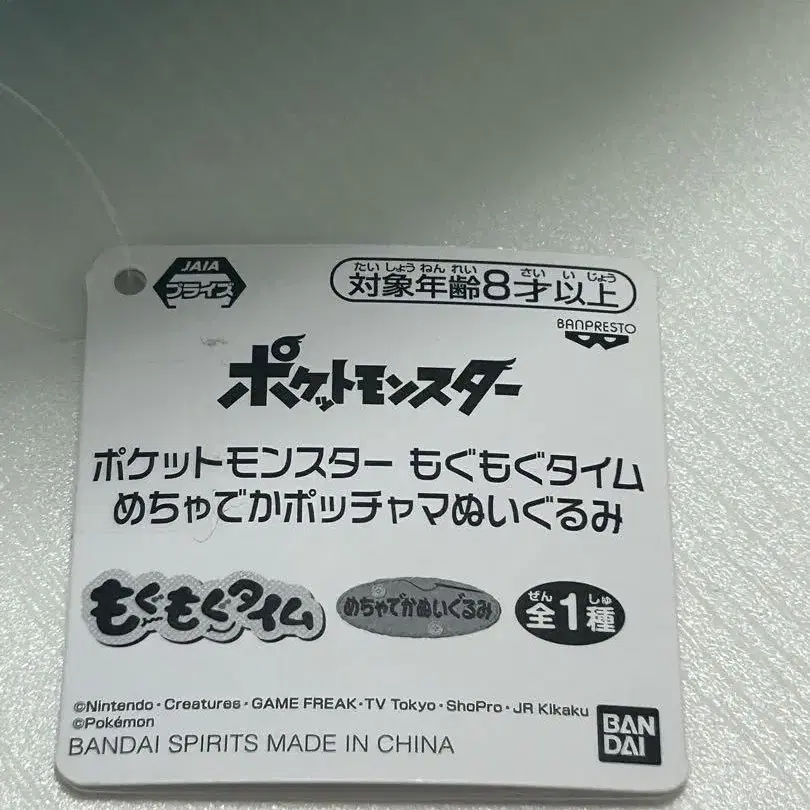 JAIA
プライズ
たいしょうねんれい さい いじょう
対象年齢8才以上
BANPRESTO
ポケットモンスター
ポケットモンスター もぐもぐタイム
めちゃでかポッチャマぬいぐるみ
もぐもぐタイム
めちゃでかぬいぐるみ
ぜん しゅ
全1種
©Nintendo・Creatures・GAME FREAK・TV Tokyo・ShoPro・JR Kikaku
©Pokémon
BANDAI SPIRITS MADE IN CHINA
BAN
DAI